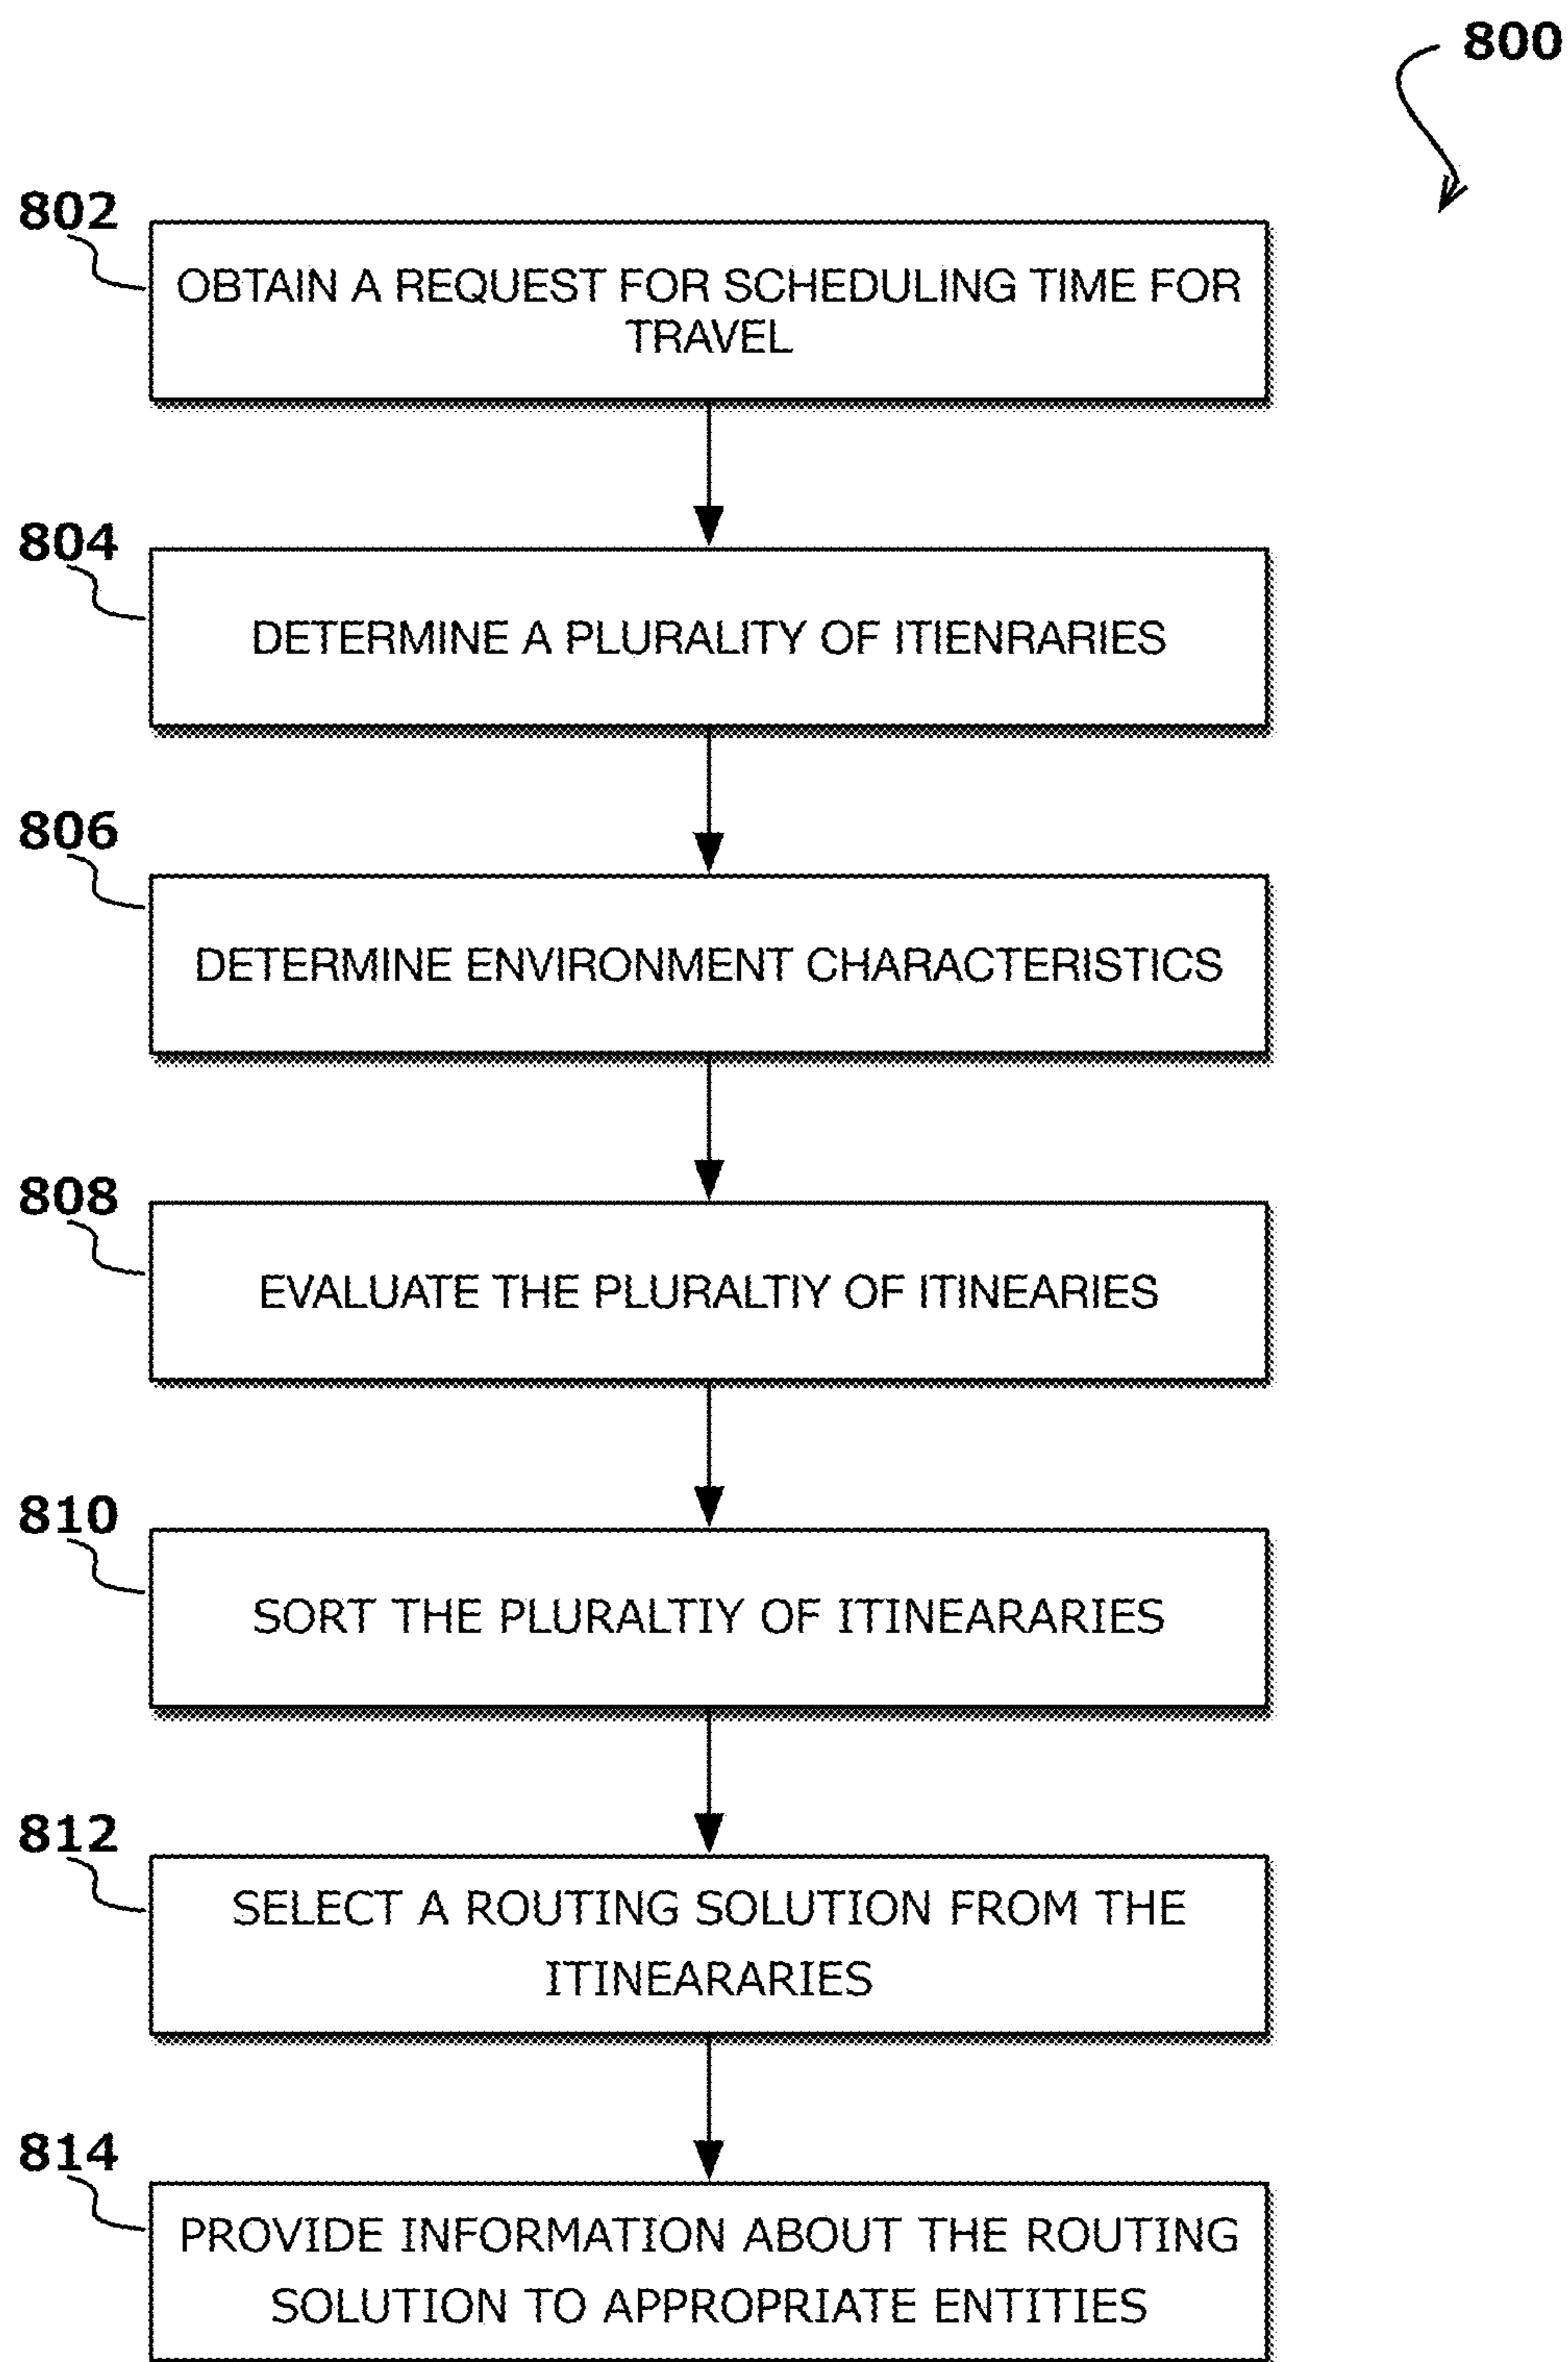 800
802
OBTAIN A REQUEST FOR SCHEDULING TIME FOR
TRAVEL
804
DETERMINE A PLURALITY OF ITIENRARIES
806
DETERMINE ENVIRONMENT CHARACTERISTICS
808
EVALUATE THE PLURALTIY OF ITINEARIES
810
SORT THE PLURALTIY OF ITINEARARIES
812
SELECT A ROUTING SOLUTION FROM THE
ITINEARARIES
814
PROVIDE INFORMATION ABOUT THE ROUTING
SOLUTION TO APPROPRIATE ENTITIES